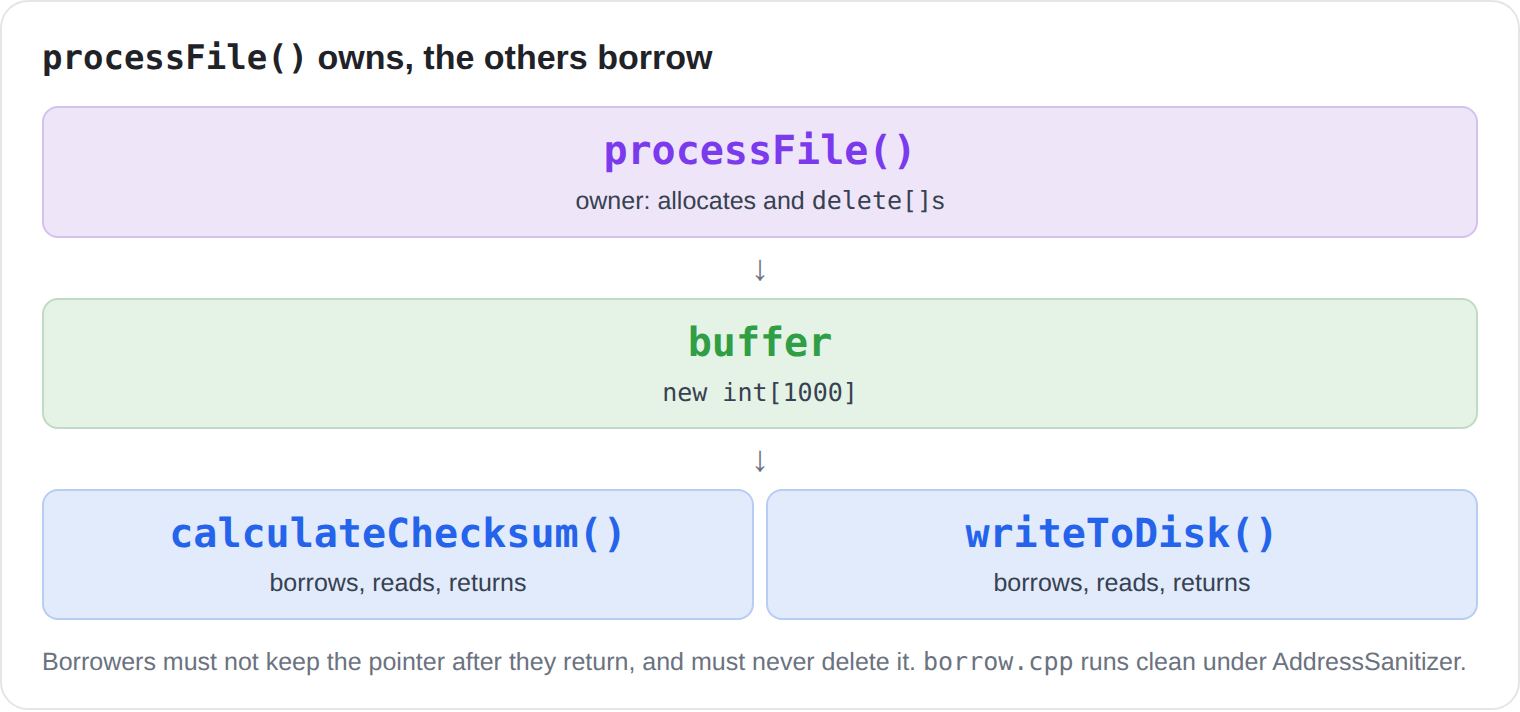 processFile() owns, the others borrow
processFile()
owner: allocates and delete[]s
↓
buffer
new int[1000]
↓
calculateChecksum()
borrows, reads, returns
writeToDisk()
borrows, reads, returns
Borrowers must not keep the pointer after they return, and must never delete it. borrow.cpp runs clean under AddressSanitizer.